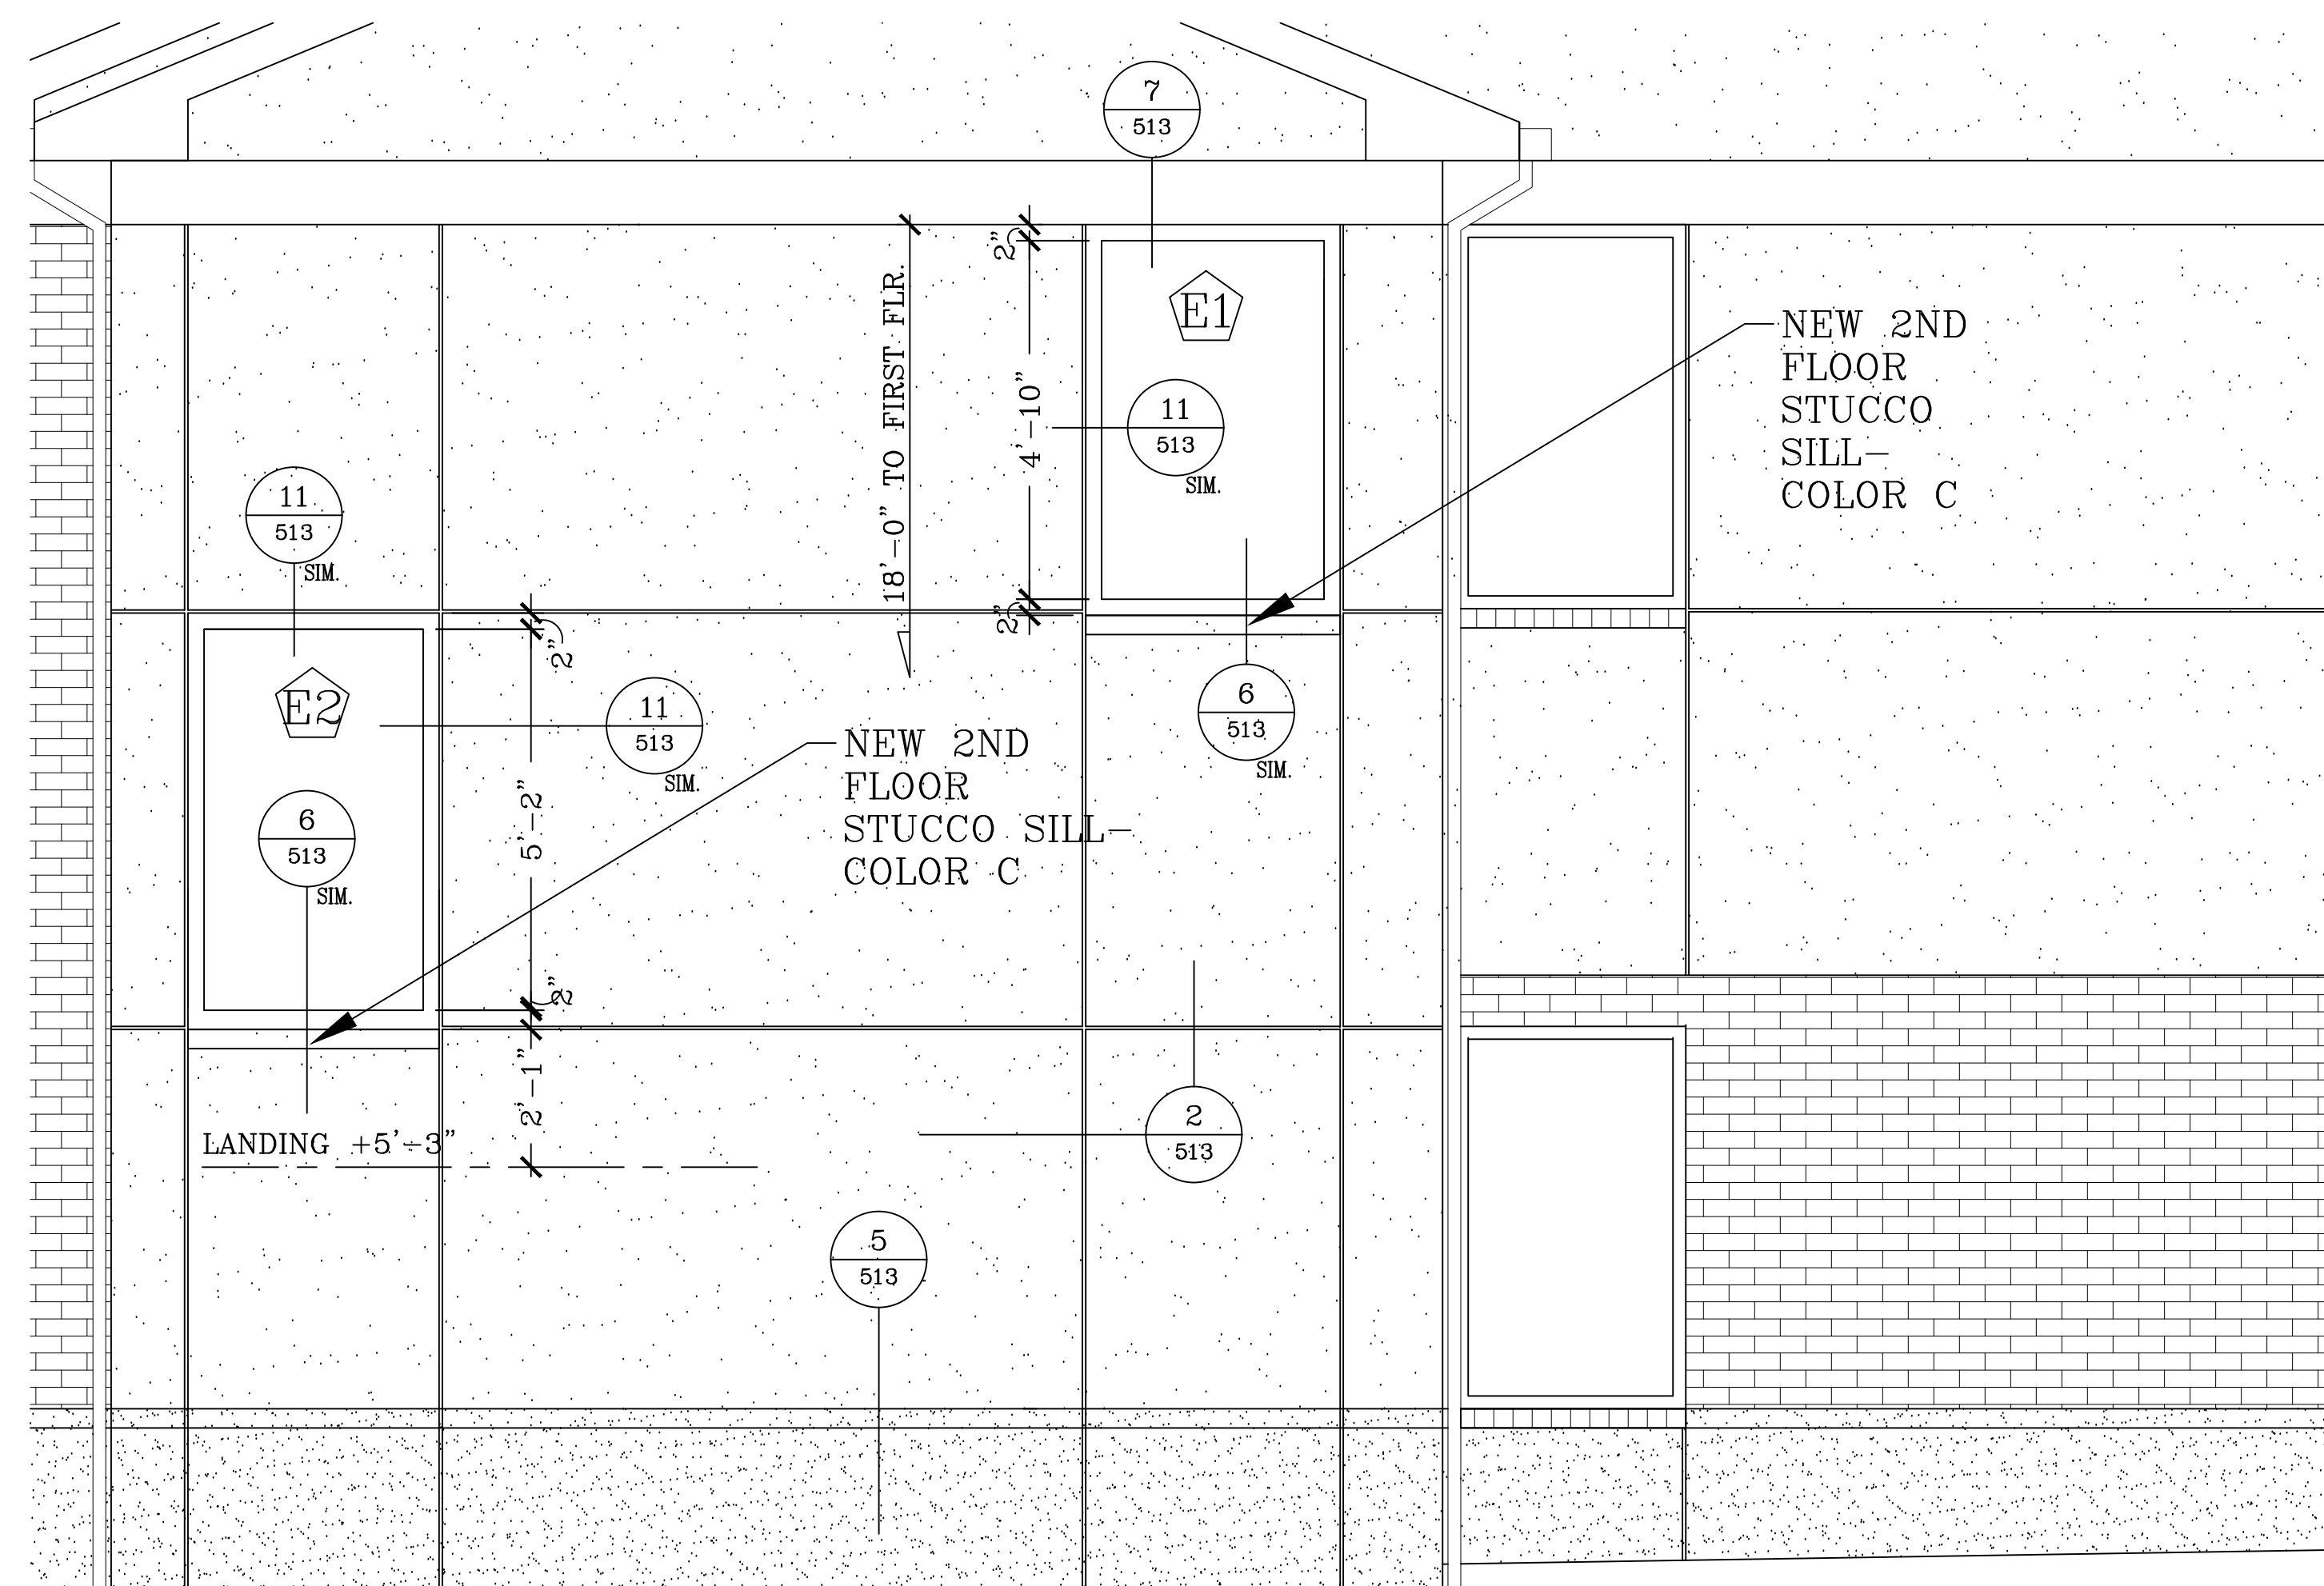 7
513
2"
18'-0" TO FIRST FLR.
4'-10"
2"
E1
11
513
SIM.
NEW 2ND
FLOOR
STUCCO
SILL-
COLOR C
11
513
SIM.
2"
E2
5'-2"
11
513
SIM.
6
513
SIM.
NEW 2ND
FLOOR
STUCCO SILL-
COLOR C
6
513
SIM.
2"
2'-1"
LANDING +5'-3"
2
513
5
513